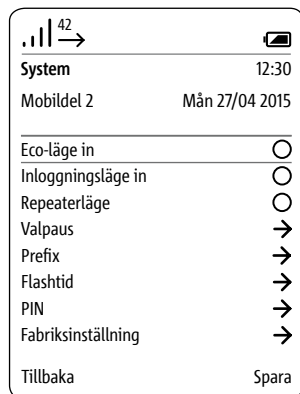 42
System 12:30
Mobildel 2 Mån 27/04 2015
Eco-läge in
Inloggningsläge in
Repeaterläge
Valpaus
Prefix
Flashtid
PIN
Fabriksinställning
Tillbaka Spara